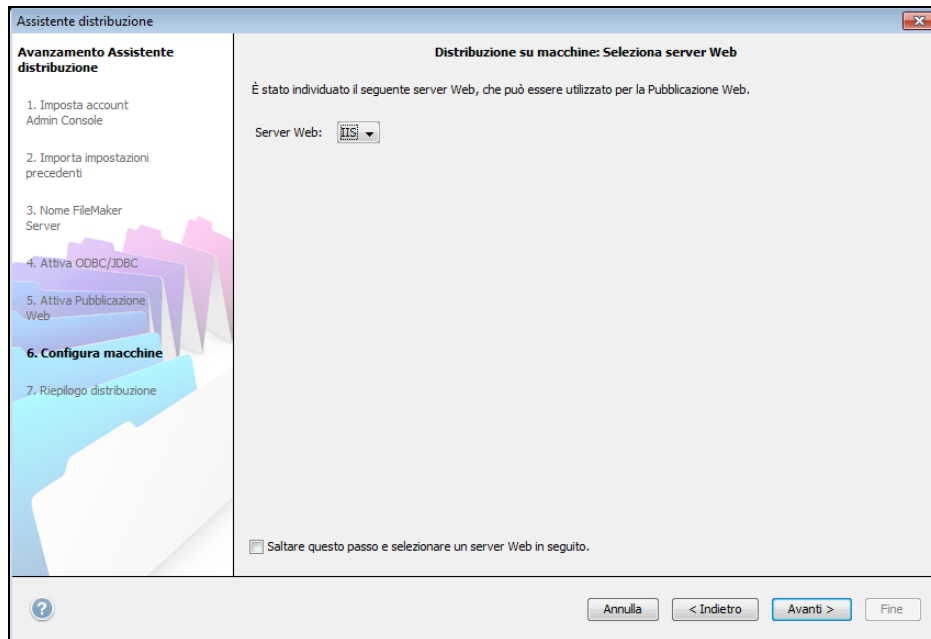 Assistente distribuzione
Avanzamento Assistente
distribuzione
1. Imposta account
Admin Console
2. Importa impostazioni
precedenti
3. Nome FileMaker
Server
4. Attiva ODBC/JDBC
5. Attiva Pubblicazione
Web
6. Configura macchine
7. Riepilogo distribuzione
Distribuzione su macchine: Seleziona server Web
È stato individuato il seguente server Web, che può essere utilizzato per la Pubblicazione Web.
Server Web: IIS
Saltare questo passo e selezionare un server Web in seguito.
? Annulla < Indietro Avanti > Fine